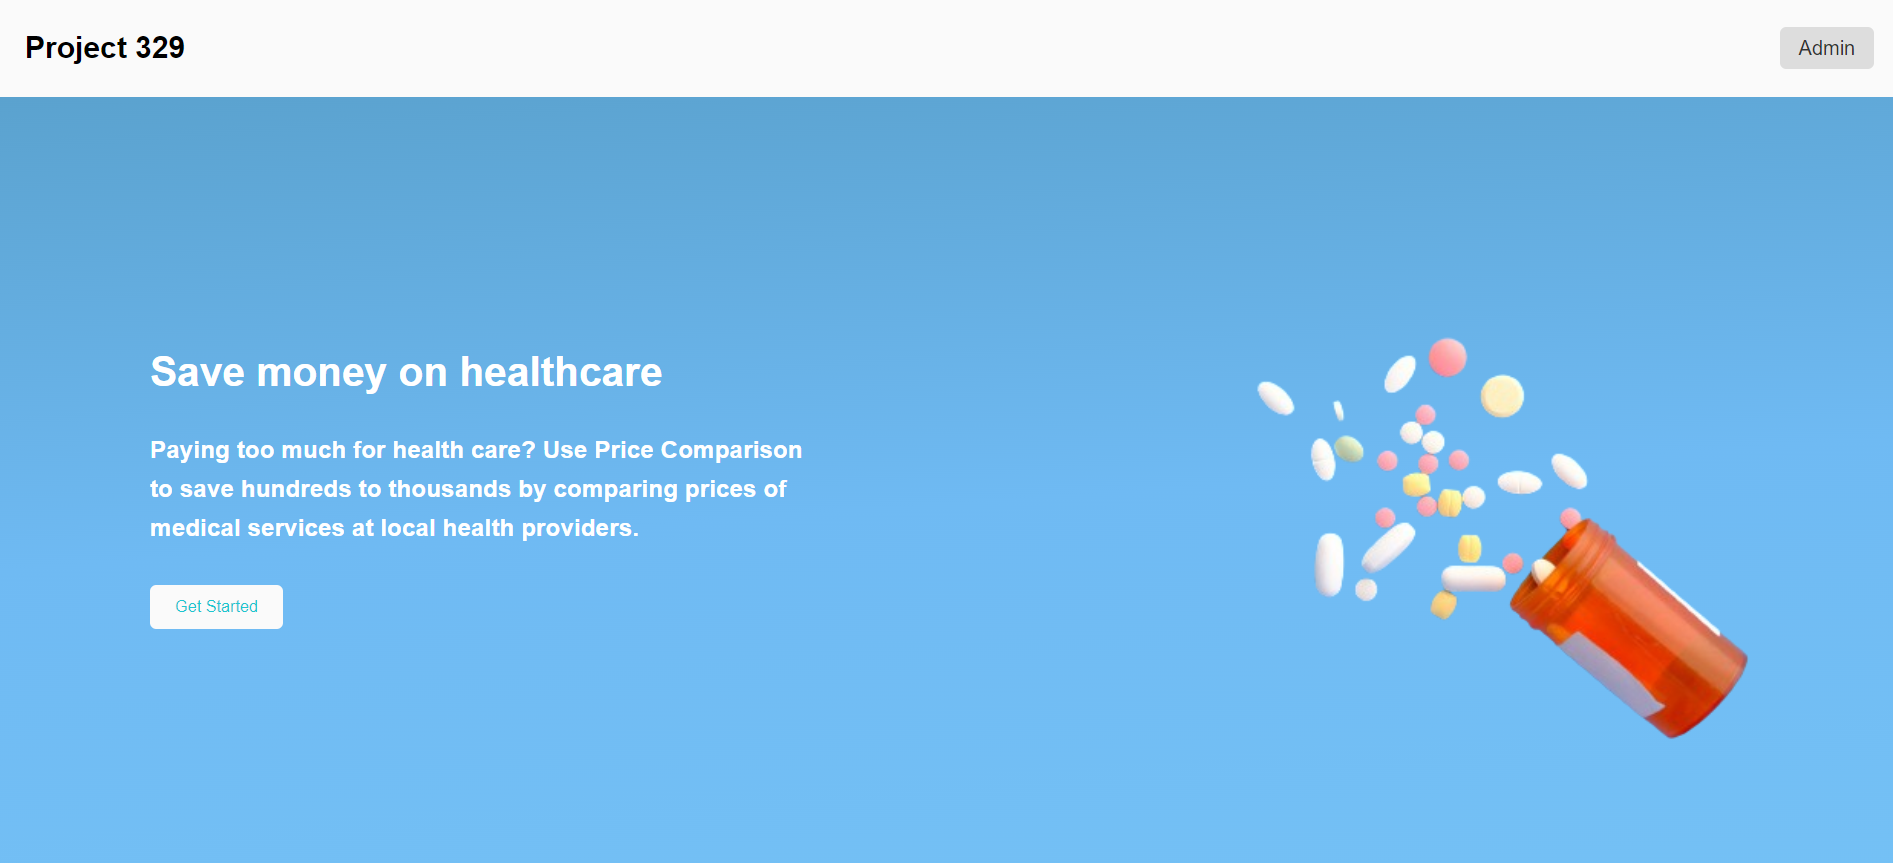 Project 329
Admin
Save money on healthcare
Paying too much for health care? Use Price Comparison
to save hundreds to thousands by comparing prices of
medical services at local health providers.
Get Started